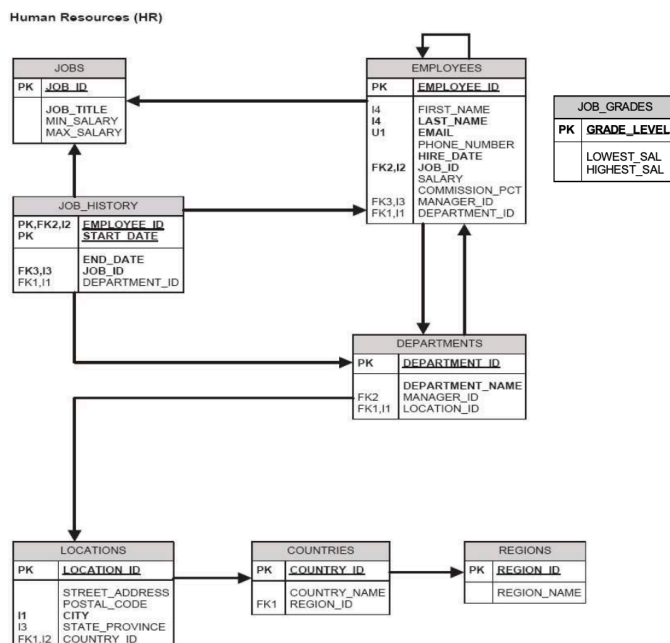 Human Resources (HR)
JOBS
PK JOB_ID
JOB_TITLE
MIN_SALARY
MAX_SALARY
EMPLOYEES
PK EMPLOYEE_ID
I4 FIRST_NAME
I4 LAST_NAME
U1 EMAIL
PHONE_NUMBER
HIRE_DATE
FK2,I2 JOB_ID
SALARY
COMMISSION_PCT
FK3,I3 MANAGER_ID
FK1,I1 DEPARTMENT_ID
JOB_GRADES
PK GRADE_LEVEL
LOWEST_SAL
HIGHEST_SAL
JOB_HISTORY
PK,FK2,I2 EMPLOYEE_ID
PK START_DATE
END_DATE
FK3,I3 JOB_ID
FK1,I1 DEPARTMENT_ID
DEPARTMENTS
PK DEPARTMENT_ID
DEPARTMENT_NAME
FK2 MANAGER_ID
FK1,I1 LOCATION_ID
LOCATIONS
PK LOCATION_ID
STREET_ADDRESS
POSTAL_CODE
I1 CITY
I3 STATE_PROVINCE
FK1,I2 COUNTRY_ID
COUNTRIES
PK COUNTRY_ID
COUNTRY_NAME
FK1 REGION_ID
REGIONS
PK REGION_ID
REGION_NAME